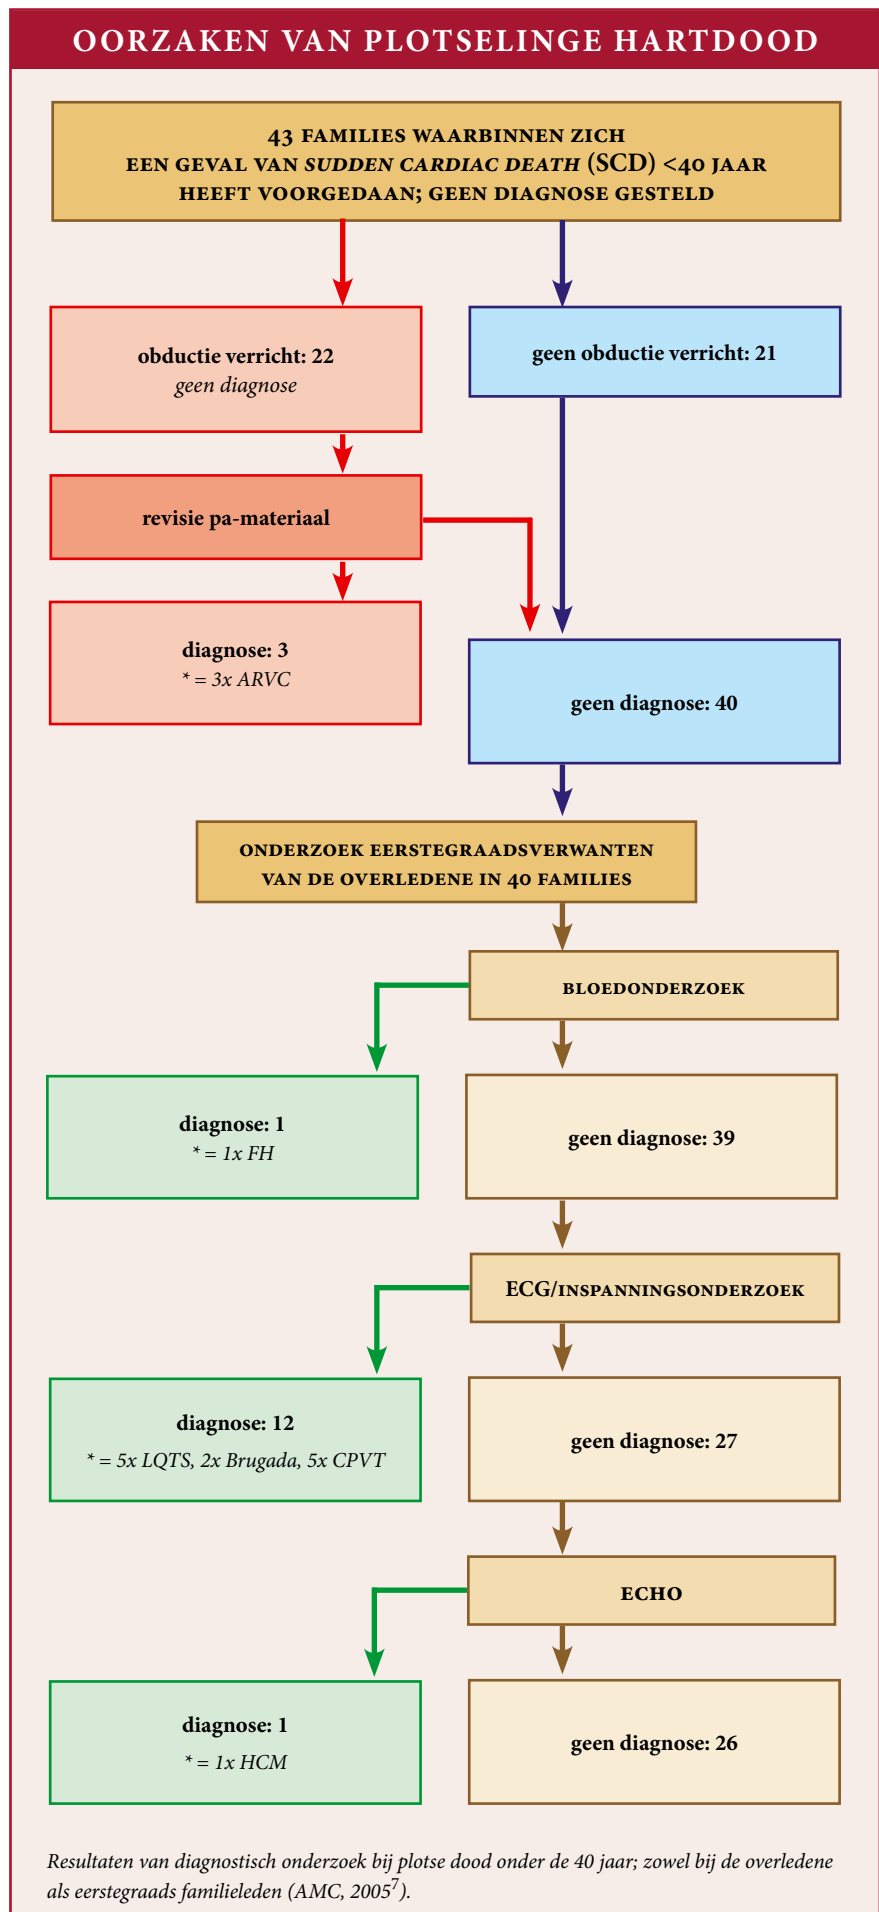 OORZAKEN VAN PLOTSELINGE HARTDOOD
43 FAMILIES WAARBINNEN ZICH
EEN GEVAL VAN SUDDEN CARDIAC DEATH (SCD) <40 JAAR
HEEFT VOORGEDAAN; GEEN DIAGNOSE GESTELD
obductie verricht: 22
geen diagnose
geen obductie verricht: 21
revisie pa-materiaal
diagnose: 3
* = 3x ARVC
geen diagnose: 40
ONDERZOEK EERSTEGRAADSVERWANTEN
VAN DE OVERLEDENE IN 40 FAMILIES
BLOEDONDERZOEK
diagnose: 1
* = 1x FH
geen diagnose: 39
ECG/INSPANNINGSONDERZOEK
diagnose: 12
* = 5x LQTS, 2x Brugada, 5x CPVT
geen diagnose: 27
ECHO
diagnose: 1
* = 1x HCM
geen diagnose: 26
Resultaten van diagnostisch onderzoek bij plotse dood onder de 40 jaar; zowel bij de overledene
als eerstegraads familieleden (AMC, 2005⁷).